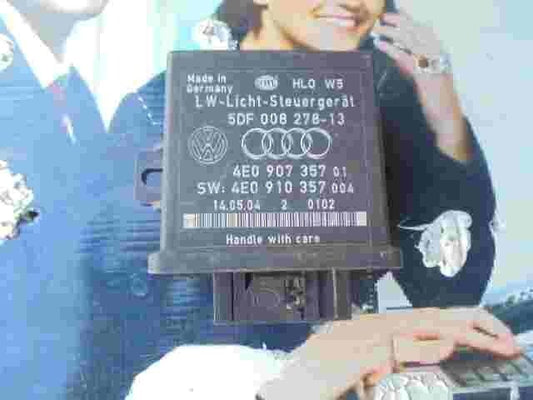 Made in
Germany
HLO W5
LW-Licht-Steuergerät
5DF 008 278-13
4E0 907 357 01
SW: 4E0 910 357 004
14.05.04 2 0102
Handle with care